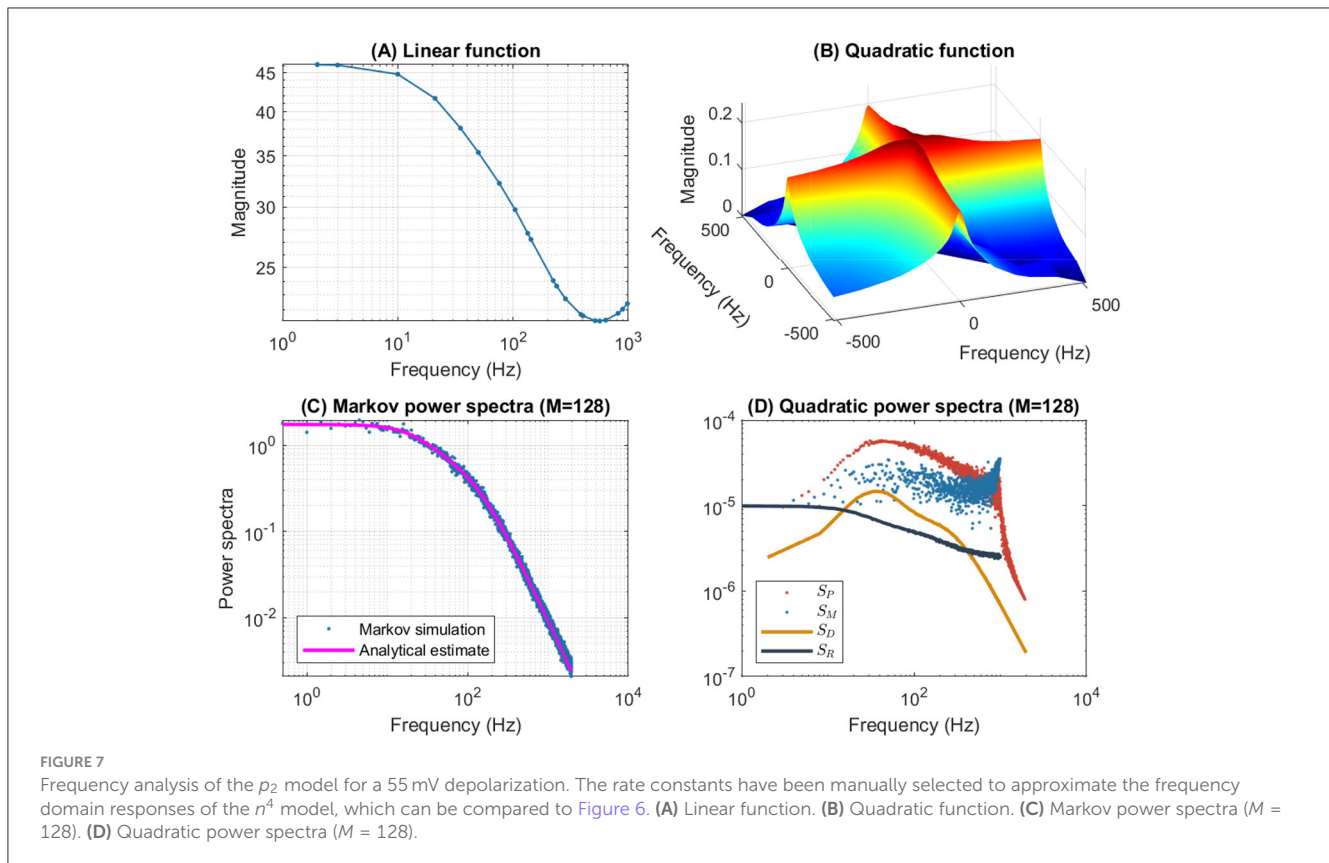 (A) Linear function
45
40
35
30
25
Magnitude
10^0
10^1
10^2
10^3
Frequency (Hz)
(B) Quadratic function
0.2
0.1
0
Magnitude
500
0
-500
Frequency (Hz)
-500
0
500
Frequency (Hz)
(C) Markov power spectra (M=128)
10^0
10^-1
10^-2
Power spectra
Markov simulation
Analytical estimate
10^0
10^2
10^4
Frequency (Hz)
(D) Quadratic power spectra (M=128)
10^-4
10^-5
10^-6
10^-7
S_P
S_M
S_D
S_R
10^0
10^2
10^4
Frequency (Hz)
FIGURE 7
Frequency analysis of the p_2 model for a 55 mV depolarization. The rate constants have been manually selected to approximate the frequency
domain responses of the n^4 model, which can be compared to Figure 6. (A) Linear function. (B) Quadratic function. (C) Markov power spectra (M =
128). (D) Quadratic power spectra (M = 128).